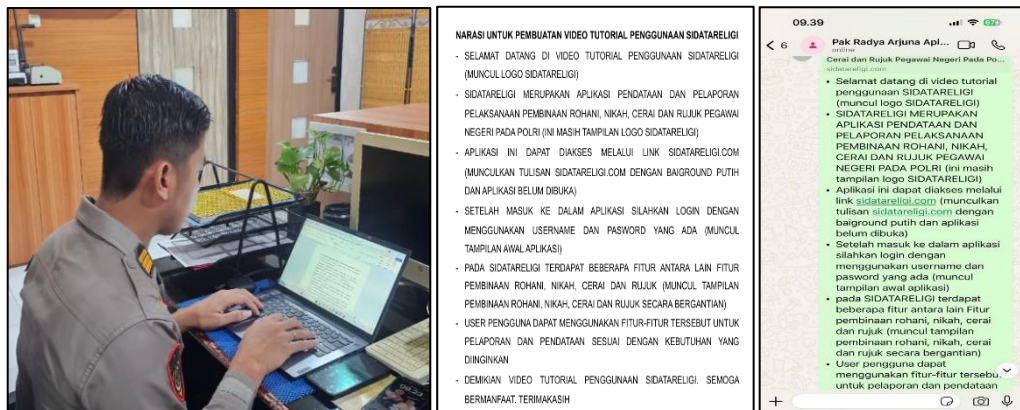 NARASI UNTUK PEMBUATAN VIDEO TUTORIAL PENGGUNAAN SIDATARELIGI
- SELAMAT DATANG DI VIDEO TUTORIAL PENGGUNAAN SIDATARELIGI
(MUNCUL LOGO SIDATARELIGI)
- SIDATARELIGI MERUPAKAN APLIKASI PENDATAAN DAN PELAPORAN
PELAKSANAAN PEMBINAAN ROHANI, NIKAH, CERAI DAN RUJUK PEGAWAI
NEGERI PADA POLRI (INI MASIH TAMPILAN LOGO SIDATARELIGI)
- APLIKASI INI DAPAT DIAKSES MELALUI LINK SIDATARELIGI.COM
(MUNCULKAN TULISAN SIDATARELIGI.COM DENGAN BAIGROUND PUTIH
DAN APLIKASI BELUM DIBUKA)
- SETELAH MASUK KE DALAM APLIKASI SILAHKAN LOGIN DENGAN
MENGGUNAKAN USERNAME DAN PASWORD YANG ADA (MUNCUL
TAMPILAN AWAL APLIKASI)
- PADA SIDATARELIGI TERDAPAT BEBERAPA FITUR ANTARA LAIN FITUR
PEMBINAAN ROHANI, NIKAH, CERAI DAN RUJUK (MUNCUL TAMPILAN
PEMBINAAN ROHANI, NIKAH, CERAI DAN RUJUK SECARA BERGANTIAN)
- USER PENGGUNA DAPAT MENGGUNAKAN FITUR-FITUR TERSEBUT UNTUK
PELAPORAN DAN PENDATAAN SESUAI DENGAN KEBUTUHAN YANG
DIINGINKAN
- DEMIKIAN VIDEO TUTORIAL PENGGUNAAN SIDATARELIGI. SEMOGA
BERMANFAAT. TERIMAKASIH
09.39
67
6
Pak Radya Arjuna Apl...
online
Cerai dan Rujuk Pegawai Negeri Pada Po...
sidatareligi.com
• Selamat datang di video tutorial
penggunaan SIDATARELIGI
(muncul logo SIDATARELIGI)
• SIDATARELIGI MERUPAKAN
APLIKASI PENDATAAN DAN
PELAPORAN PELAKSANAAN
PEMBINAAN ROHANI, NIKAH,
CERAI DAN RUJUK PEGAWAI
NEGERI PADA POLRI (ini masih
tampilan logo SIDATARELIGI)
• Aplikasi ini dapat diakses melalui
link sidatareligi.com (munculkan
tulisan sidatareligi.com dengan
baiground putih dan aplikasi
belum dibuka)
• Setelah masuk ke dalam aplikasi
silahkan login dengan
menggunakan username dan
pasword yang ada (muncul
tampilan awal aplikasi)
• pada SIDATARELIGI terdapat
beberapa fitur antara lain Fitur
pembinaan rohani, nikah, cerai
dan rujuk (muncul tampilan
pembinaan rohani, nikah, cerai
dan rujuk secara bergantian)
• User pengguna dapat
menggunakan fitur-fitur tersebu
untuk pelaporan dan pendataan